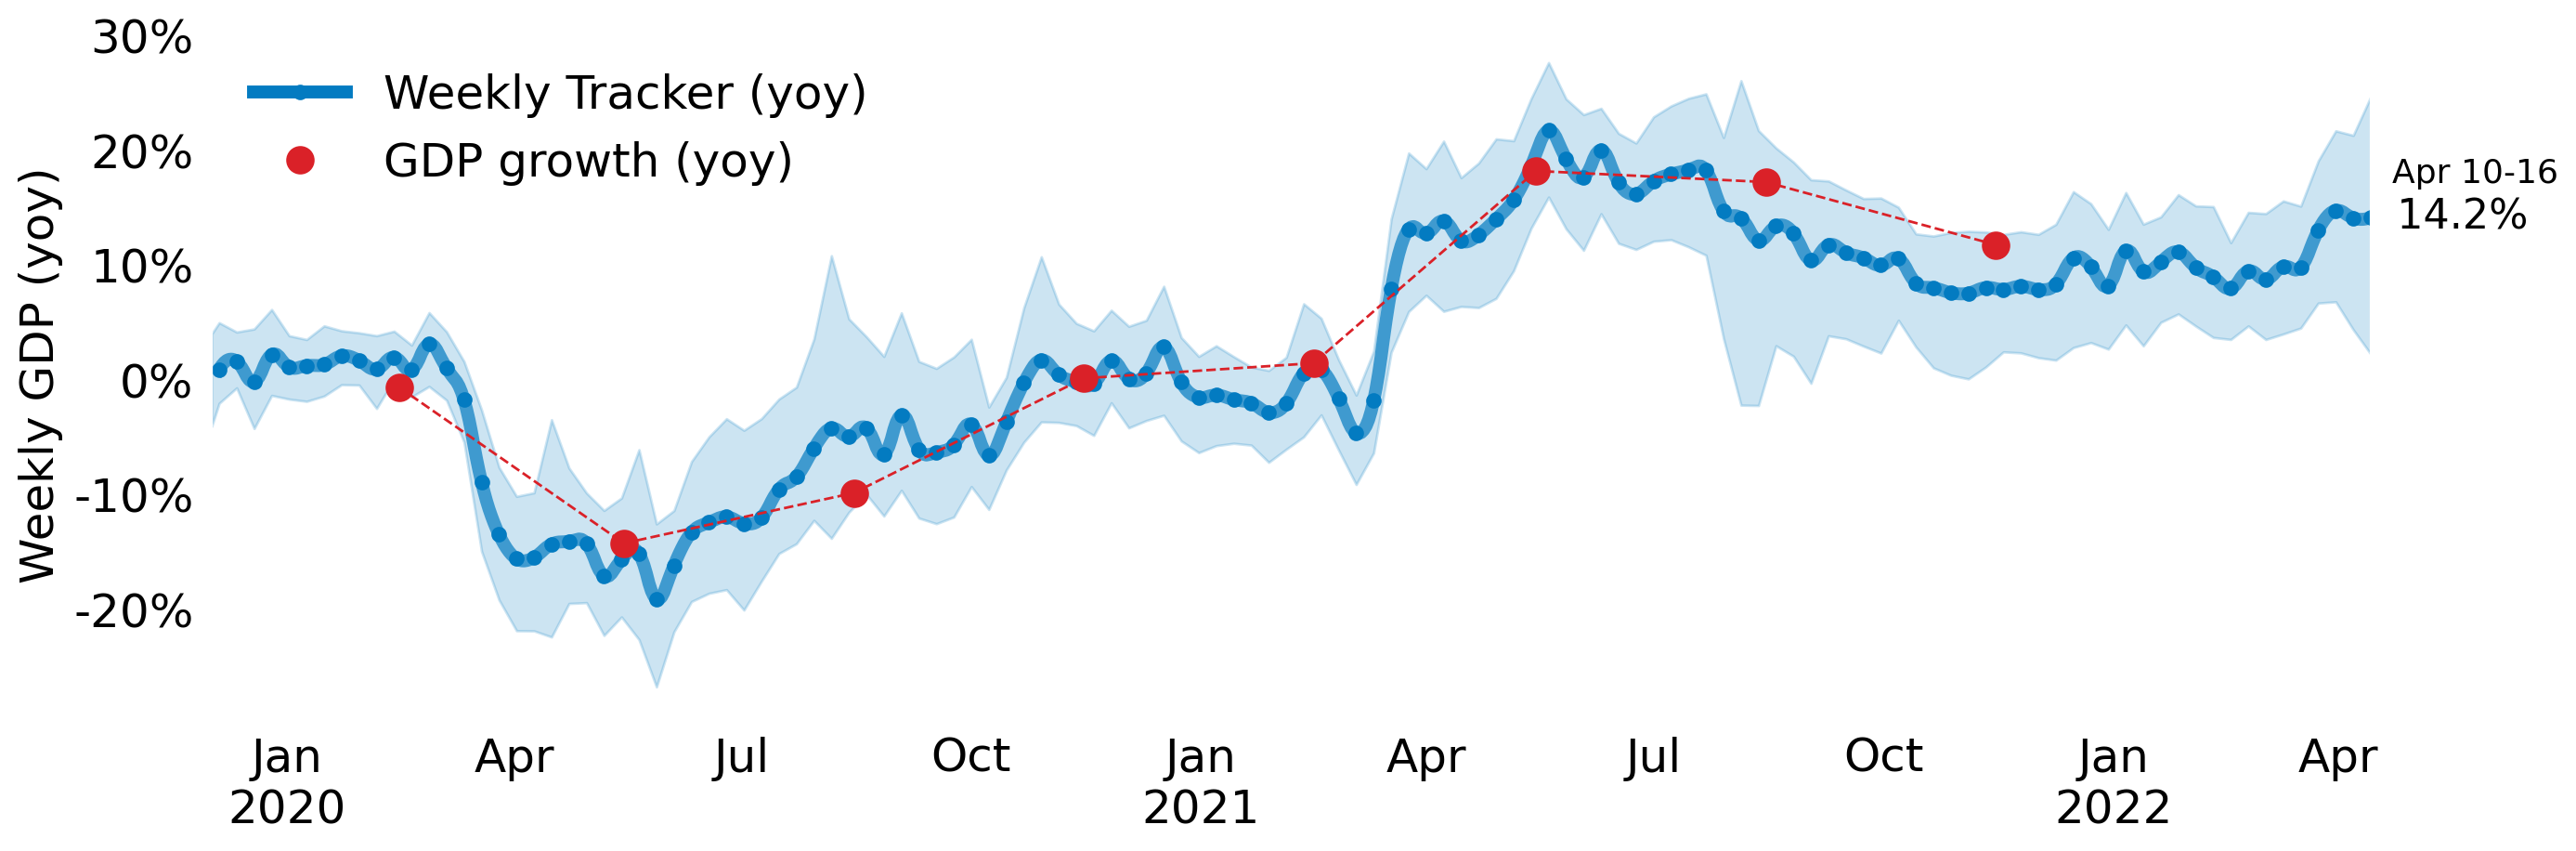 30%
20%
10%
0%
-10%
-20%
Weekly GDP (yoy)
Weekly Tracker (yoy)
GDP growth (yoy)
Apr 10-16
14.2%
Jan Apr Jul Oct Jan Apr Jul Oct Jan Apr
2020 2021 2022